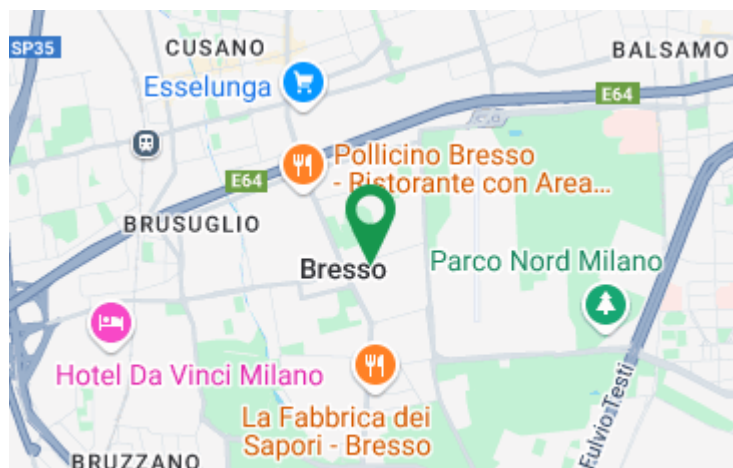 SP35
CUSANO
BALSAMO
Esselunga
E64
Pollicino Bresso
- Ristorante con Area...
E64
BRUSUGLIO
Bresso
Parco Nord Milano
Hotel Da Vinci Milano
La Fabbrica dei
Sapori - Bresso
Fulvio Testi
BRUZZANO